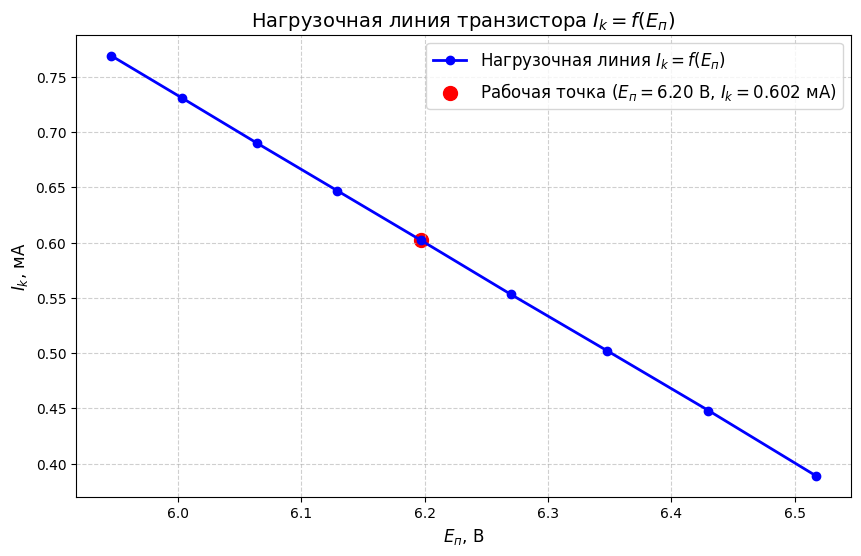 Нагрузочная линия транзистора $I_k = f(E_п)$
Нагрузочная линия $I_k = f(E_п)$
Рабочая точка ($E_п = 6.20$ В, $I_k = 0.602$ мА)
$I_k$, мА
0.75
0.70
0.65
0.60
0.55
0.50
0.45
0.40
6.0 6.1 6.2 6.3 6.4 6.5
$E_п$, В